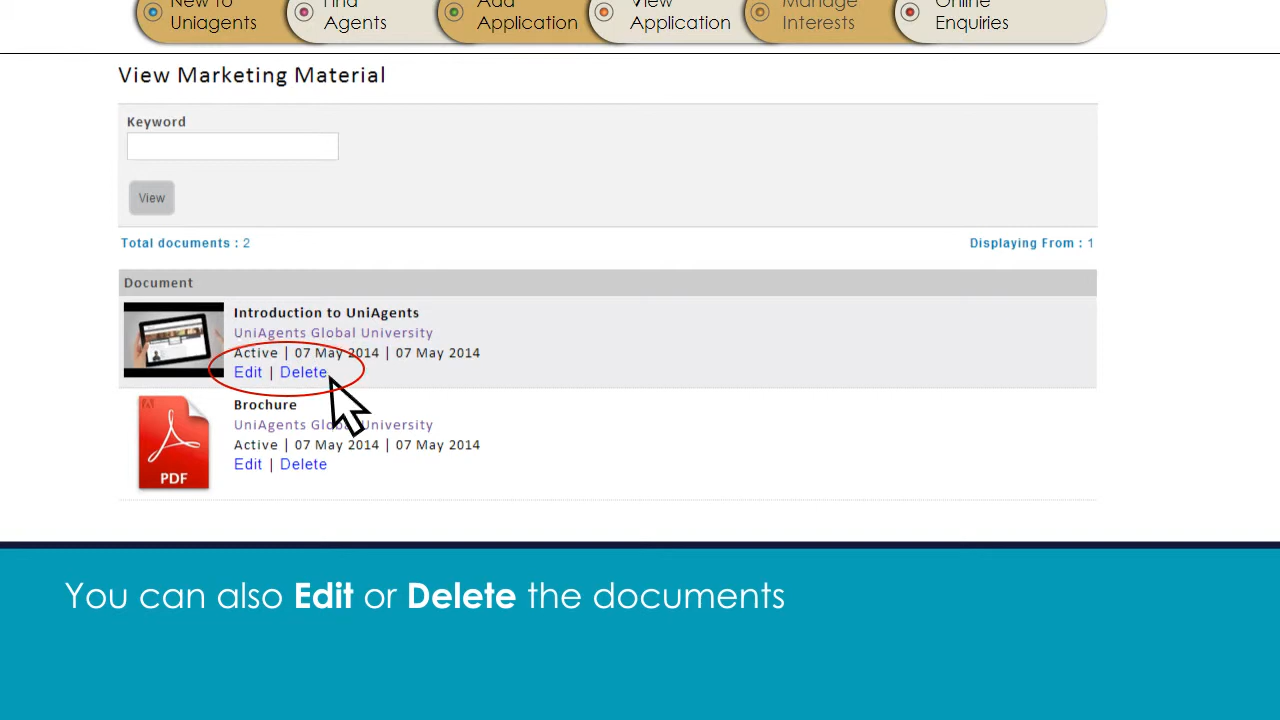 New to
Uniagents
Find
Agents
Add
Application
View
Application
Manage
Interests
Online
Enquiries
View Marketing Material
Keyword
View
Total documents : 2
Displaying From : 1
Document
Introduction to UniAgents
UniAgents Global University
Active | 07 May 2014 | 07 May 2014
Edit | Delete
Brochure
UniAgents Global University
Active | 07 May 2014 | 07 May 2014
Edit | Delete
PDF
You can also Edit or Delete the documents